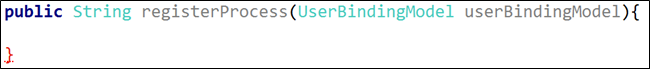 public String registerProcess(UserBindingModel userBindingModel){
}